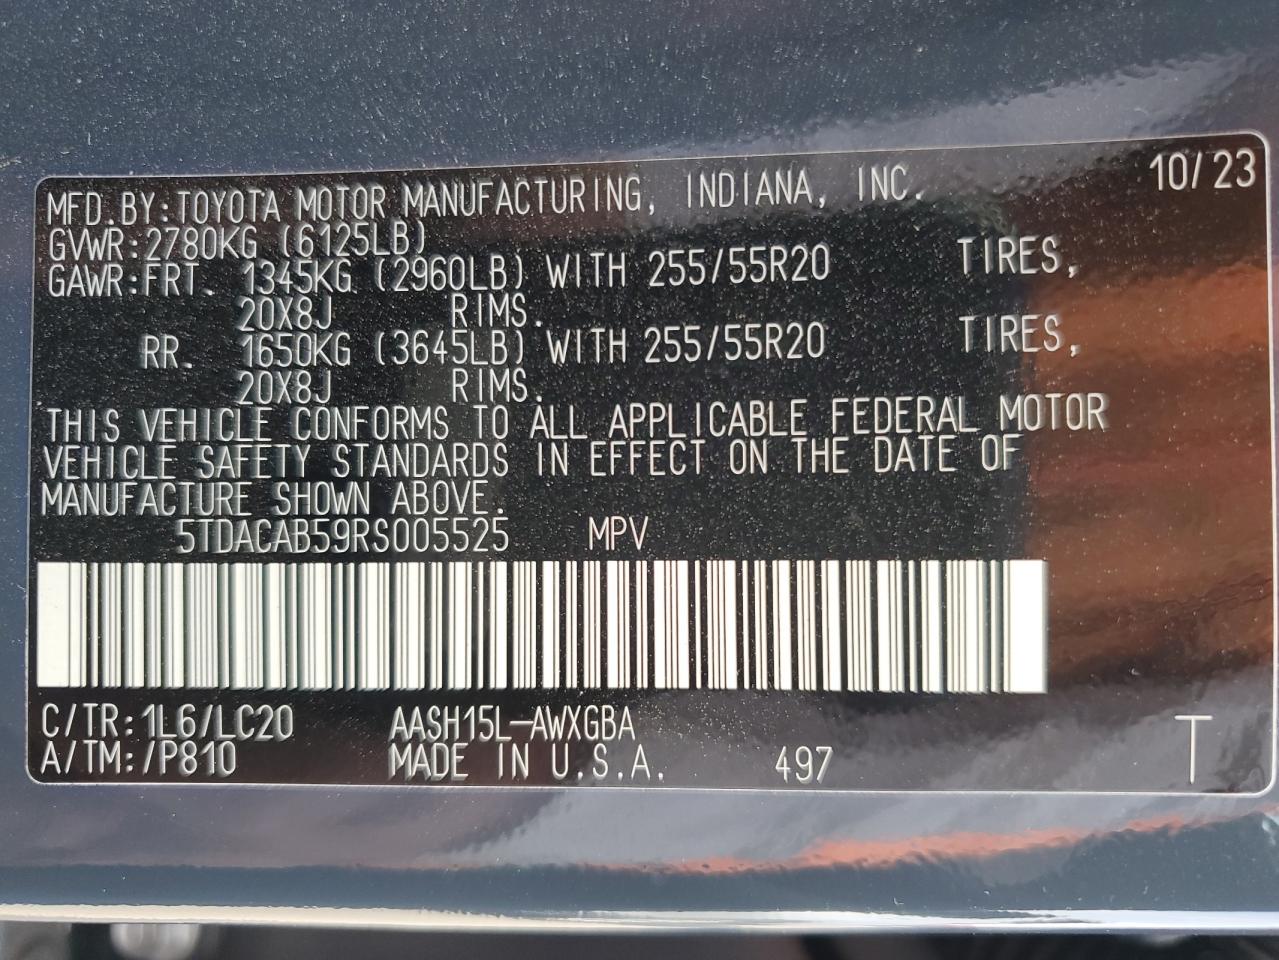 MFD.BY:TOYOTA MOTOR MANUFACTURING, INDIANA, INC. 10/23
GVWR:2780KG (6125LB)
GAWR:FRT. 1345KG (2960LB) WITH 255/55R20 TIRES,
20X8J RIMS.
RR. 1650KG (3645LB) WITH 255/55R20 TIRES,
20X8J RIMS.
THIS VEHICLE CONFORMS TO ALL APPLICABLE FEDERAL MOTOR
VEHICLE SAFETY STANDARDS IN EFFECT ON THE DATE OF
MANUFACTURE SHOWN ABOVE.
5TDACAB59RS005525 MPV
C/TR:1L6/LC20 AASH15L-AWXGBA
A/TM:/P810 MADE IN U.S.A. 497 T